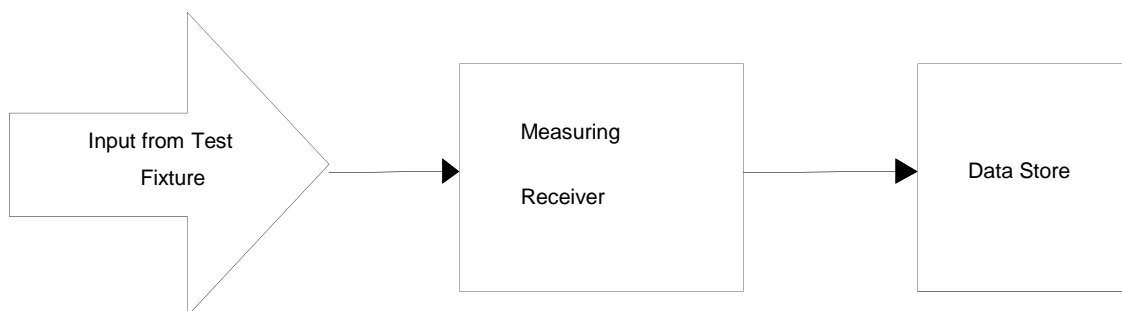 Input from Test
Fixture
Measuring
Receiver
Data Store